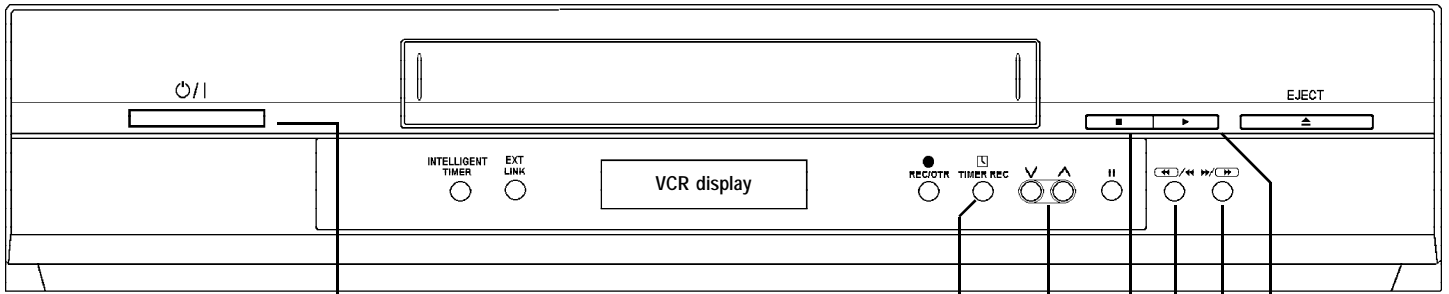 ⏻/I
EJECT
INTELLIGENT
TIMER
EXT
LINK
VCR display
REC/OTR
TIMER REC